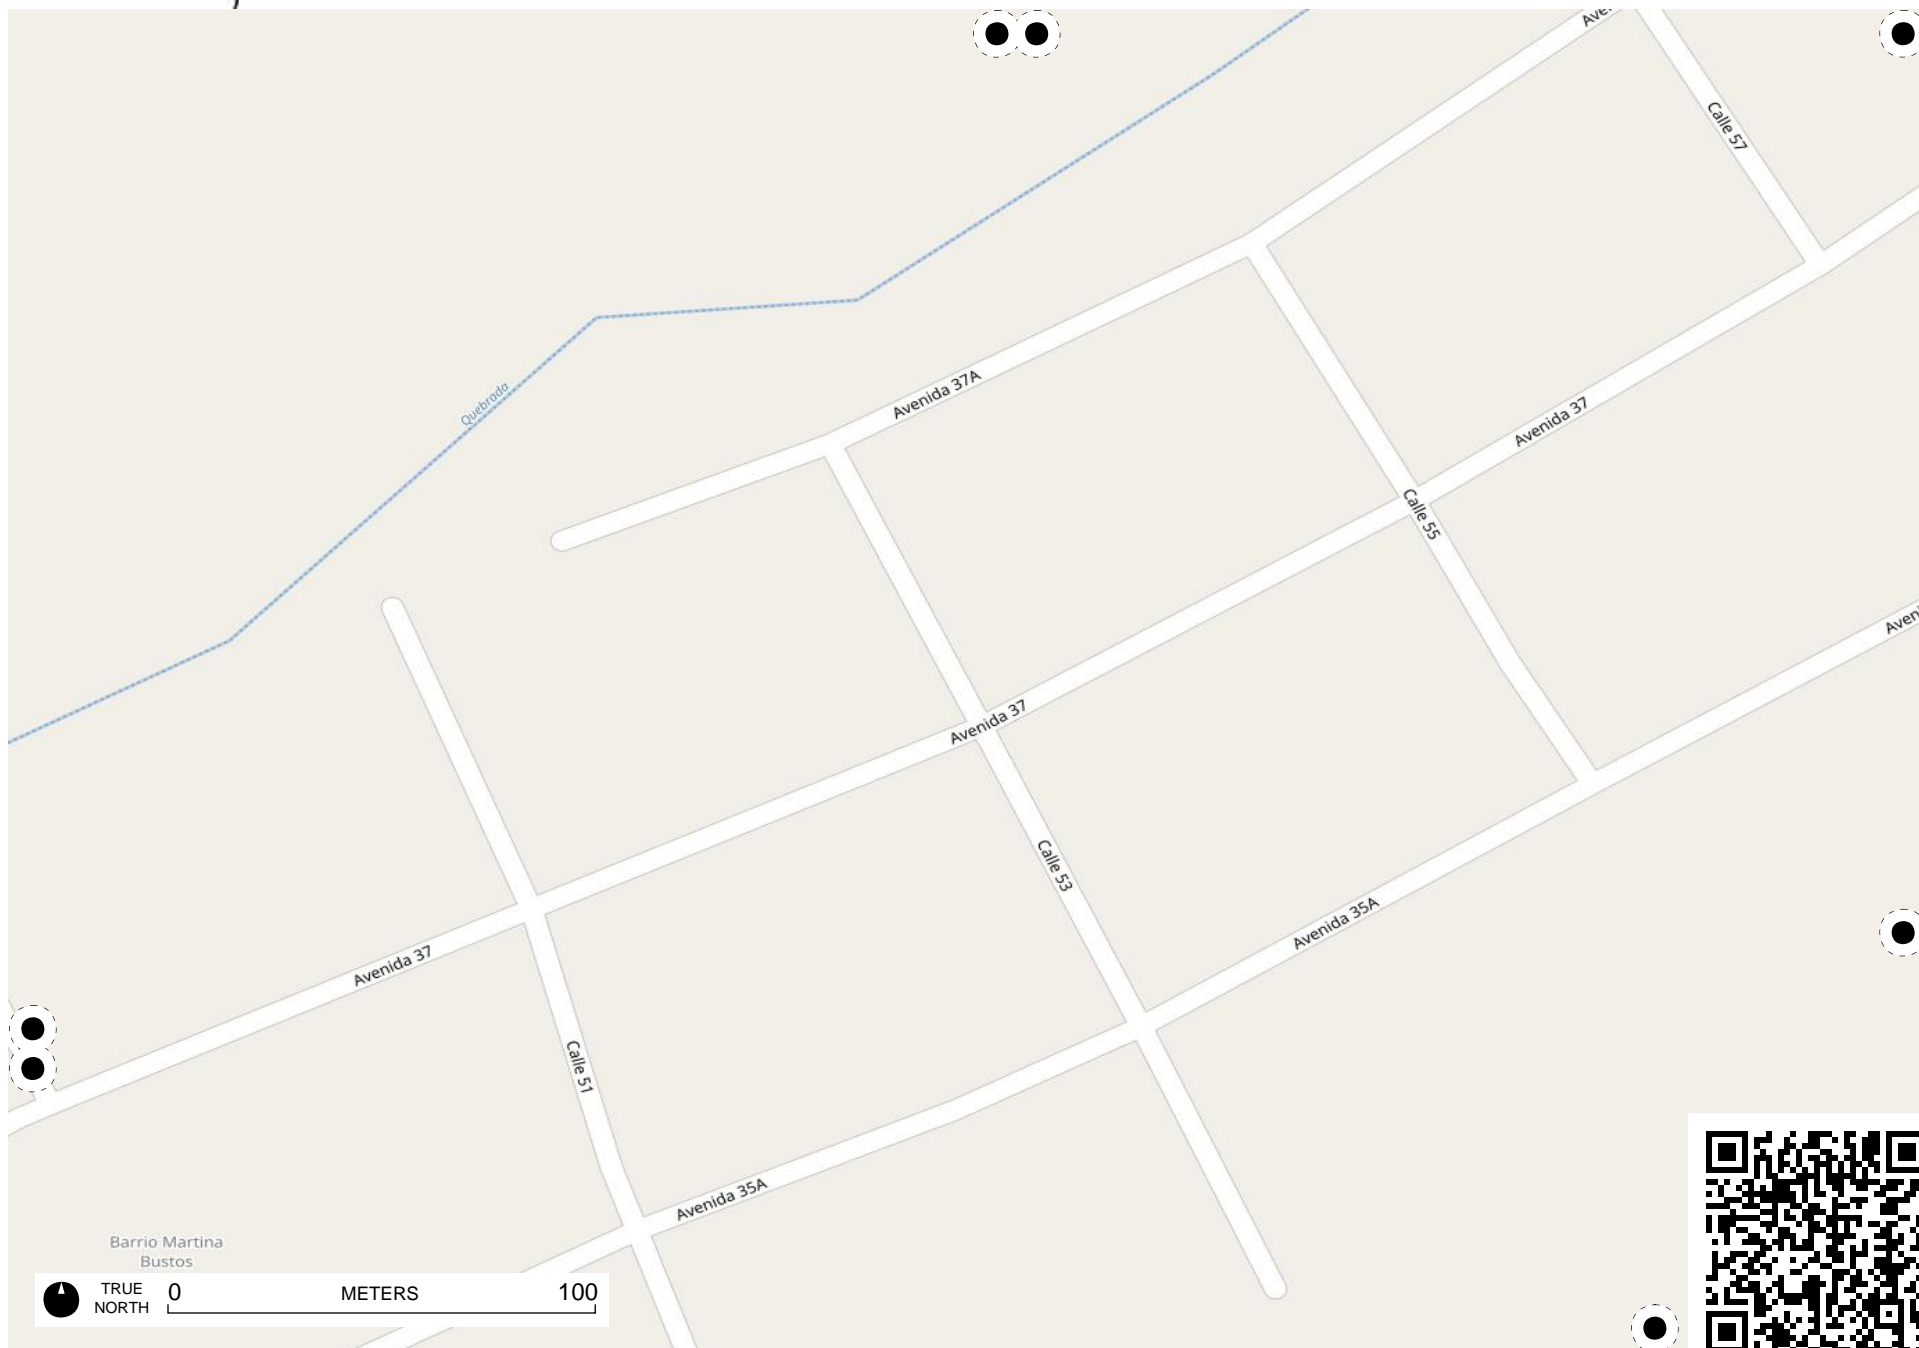 Calle 57
Quebrada
Avenida 37A
Avenida 37
Calle 55
Avenida 37
Calle 53
Avenida 35A
Avenida 37
Calle 51
Avenida 35A
Barrio Martina
Bustos
TRUE
NORTH
0 METERS 100